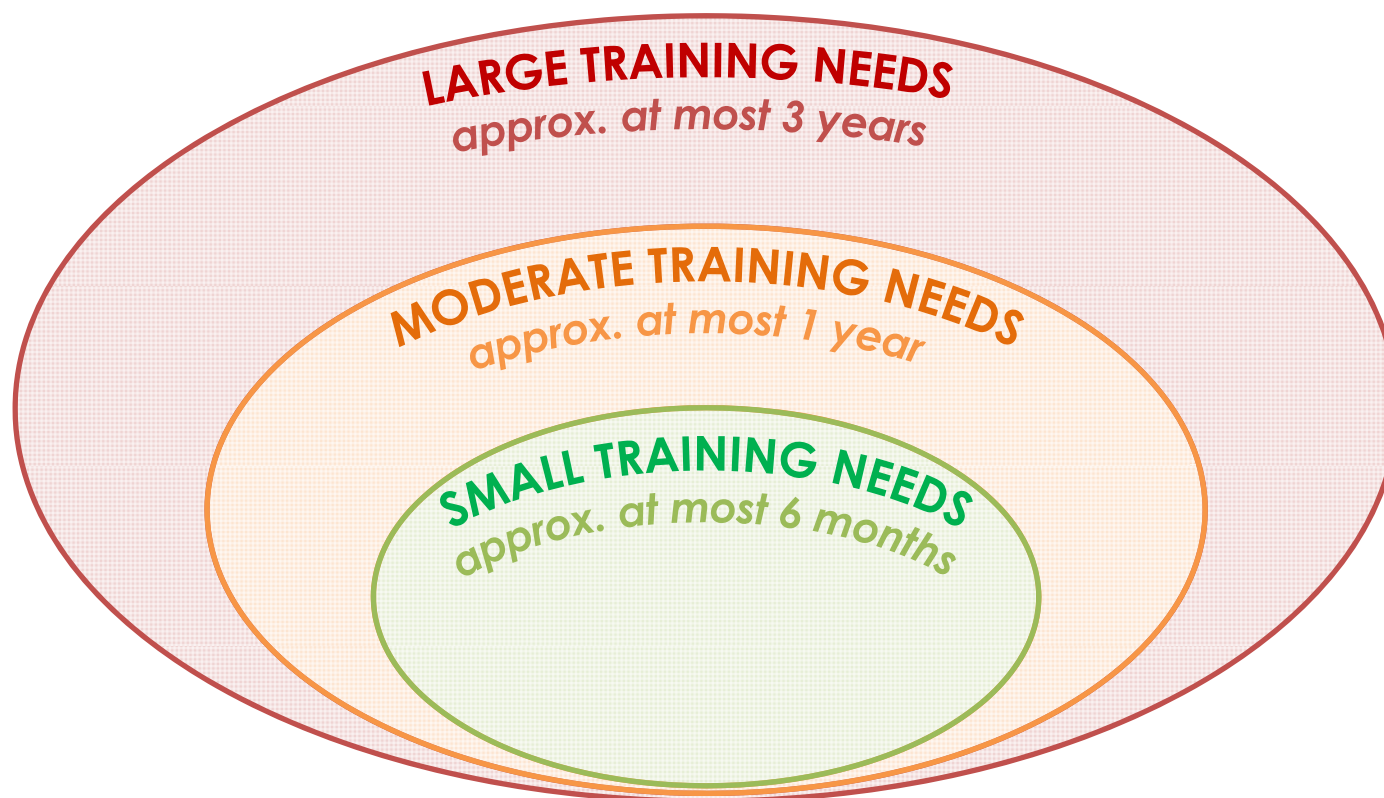 LARGE TRAINING NEEDS
approx. at most 3 years
MODERATE TRAINING NEEDS
approx. at most 1 year
SMALL TRAINING NEEDS
approx. at most 6 months